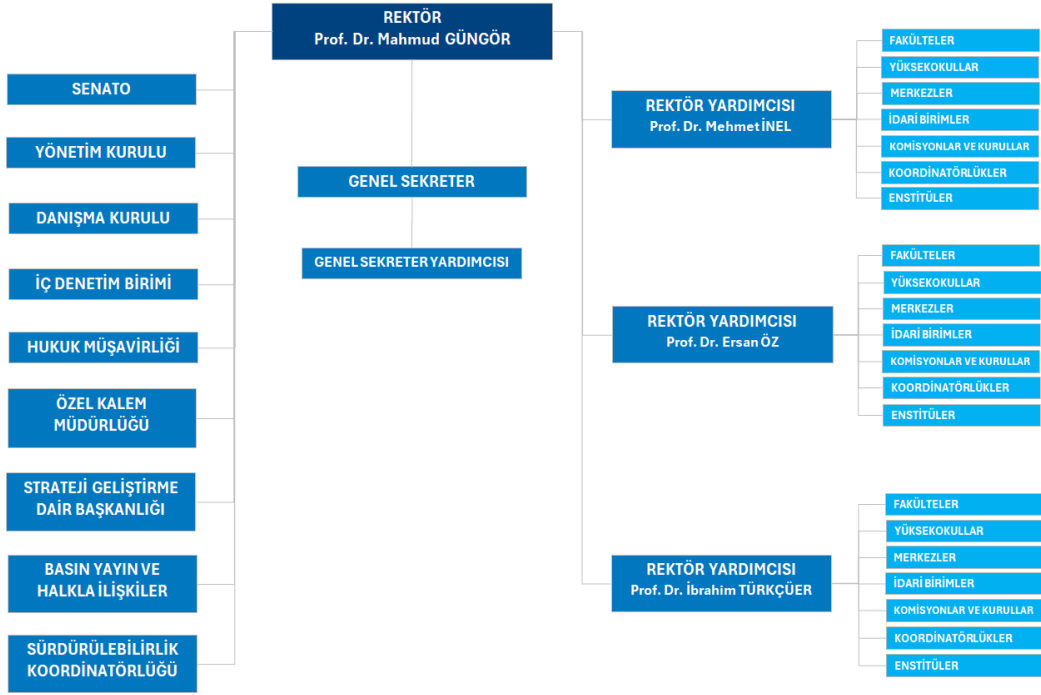 REKTÖR
Prof. Dr. Mahmud GÜNGÖR
SENATO
YÖNETİM KURULU
DANIŞMA KURULU
İÇ DENETİM BİRİMİ
HUKUK MÜŞAVİRLİĞİ
ÖZEL KALEM
MÜDÜRLÜĞÜ
STRATEJİ GELİŞTİRME
DAİR BAŞKANLIĞI
BASIN YAYIN VE
HALKLA İLİŞKİLER
SÜRDÜRÜLEBİLİRLİK
KOORDİNATÖRLÜĞÜ
GENEL SEKRETER
GENEL SEKRETER YARDIMCISI
REKTÖR YARDIMCISI
Prof. Dr. Mehmet İNEL
FAKÜLTELER
YÜKSEKOKULLAR
MERKEZLER
İDARİ BİRİMLER
KOMİSYONLAR VE KURULLAR
KOORDİNATÖRLÜKLER
ENSTİTÜLER
REKTÖR YARDIMCISI
Prof. Dr. Ersan ÖZ
FAKÜLTELER
YÜKSEKOKULLAR
MERKEZLER
İDARİ BİRİMLER
KOMİSYONLAR VE KURULLAR
KOORDİNATÖRLÜKLER
ENSTİTÜLER
REKTÖR YARDIMCISI
Prof. Dr. İbrahim TÜRKÇÜER
FAKÜLTELER
YÜKSEKOKULLAR
MERKEZLER
İDARİ BİRİMLER
KOMİSYONLAR VE KURULLAR
KOORDİNATÖRLÜKLER
ENSTİTÜLER